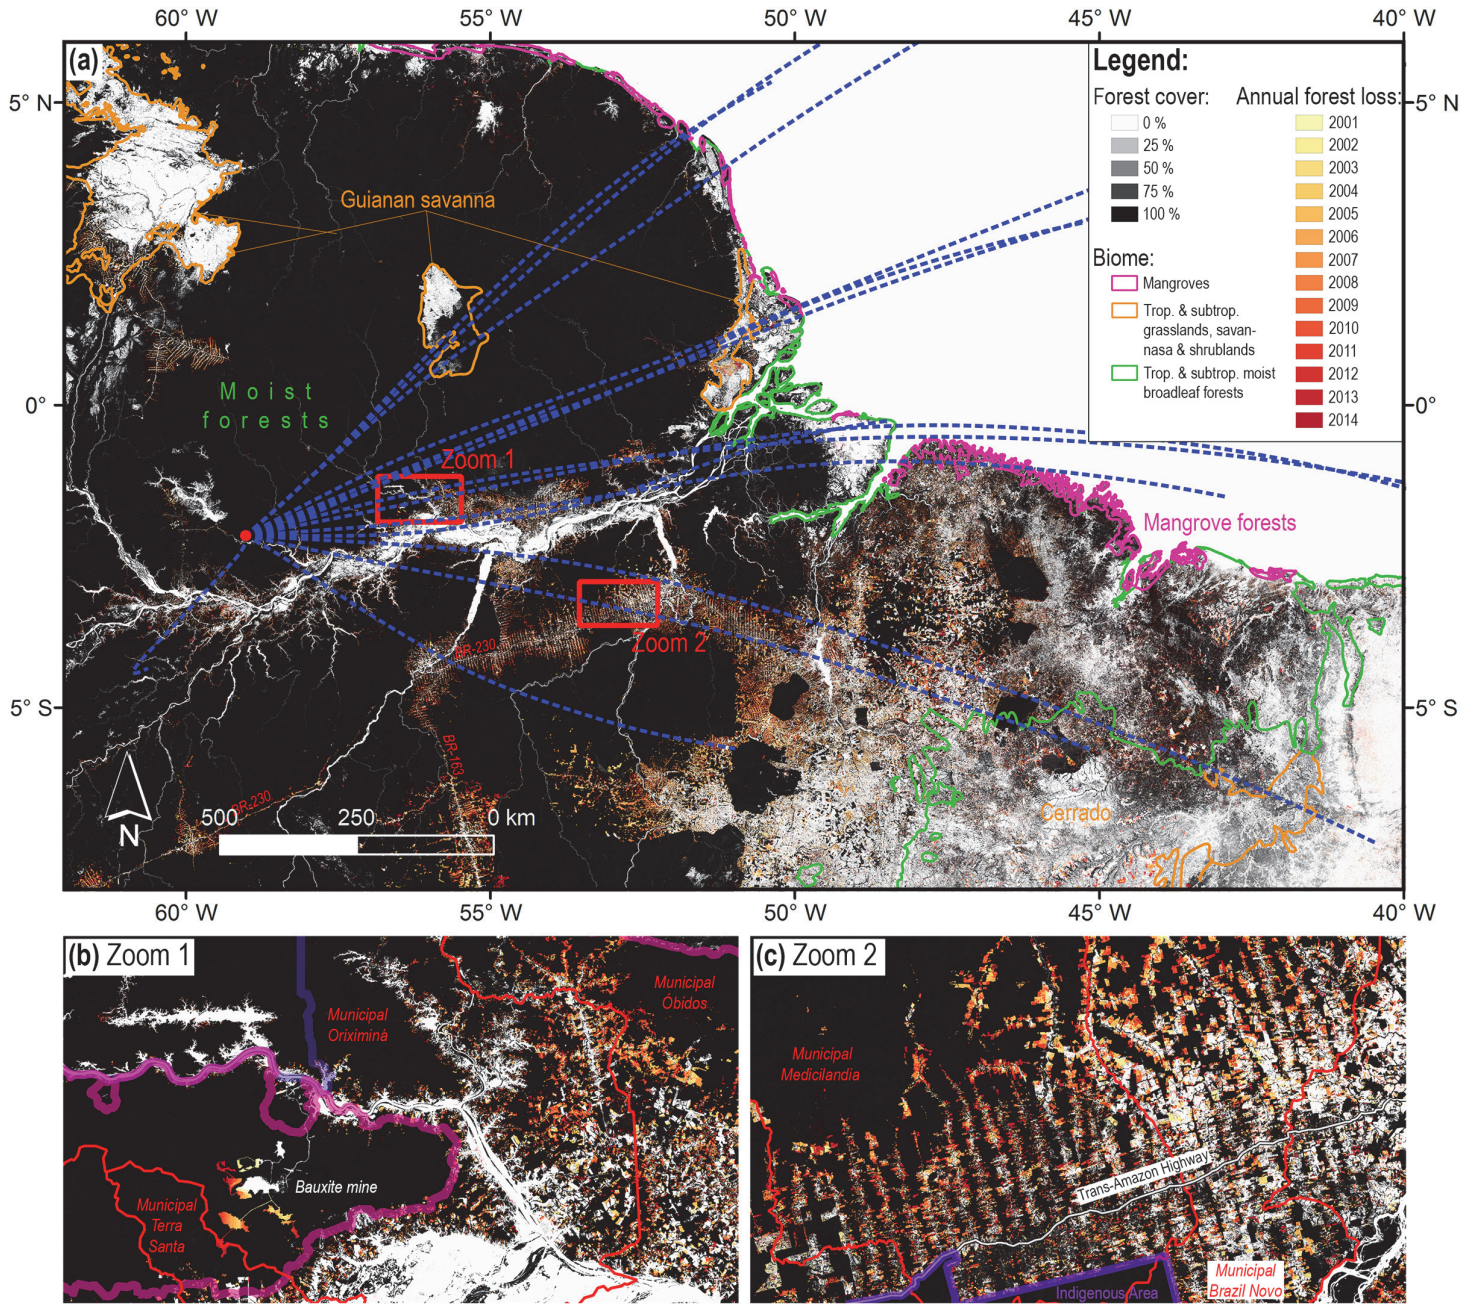 60° W 55° W 50° W 45° W 40° W
(a)
Legend:
Forest cover:
0 %
25 %
50 %
75 %
100 %
Annual forest loss:
2001
2002
2003
2004
2005
2006
2007
2008
2009
2010
2011
2012
2013
2014
Biome:
Mangroves
Trop. & subtrop.
grasslands, savan-
nasa & shrublands
Trop. & subtrop. moist
broadleaf forests
5° N
5° N
Guianan savanna
Moist
forests
0°
0°
Zoom 1
Mangrove forests
Zoom 2
BR-230
5° S
5° S
BR-163
BR-230
Cerrado
N
500 250 0 km
60° W 55° W 50° W 45° W 40° W
(b) Zoom 1
Municipal
Oriximinà
Municipal
Óbidos
Bauxite mine
Municipal
Terra
Santa
(c) Zoom 2
Municipal
Medicilandia
Trans-Amazon Highway
Indigenous Area
Municipal
Brazil Novo